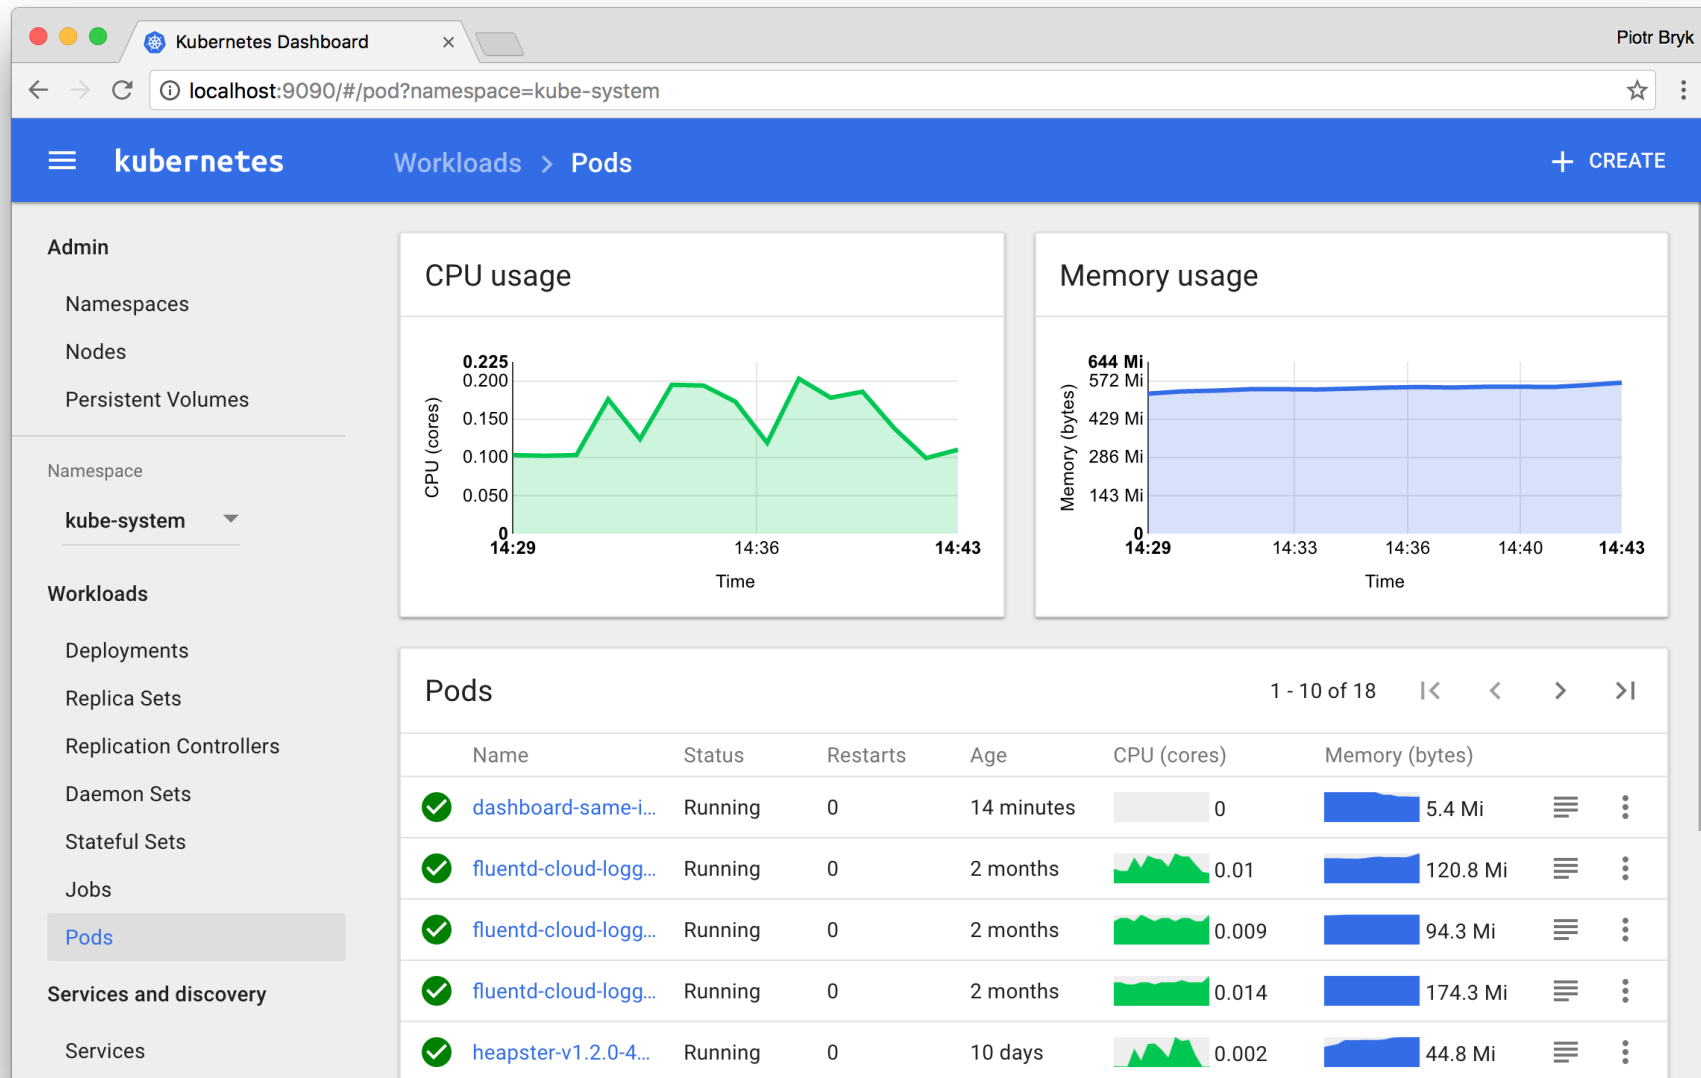 Kubernetes Dashboard
Piotr Bryk
localhost:9090/#/pod?namespace=kube-system
kubernetes
Workloads > Pods
+ CREATE
Admin
Namespaces
Nodes
Persistent Volumes
Namespace
kube-system
Workloads
Deployments
Replica Sets
Replication Controllers
Daemon Sets
Stateful Sets
Jobs
Pods
Services and discovery
Services
CPU usage
CPU (cores)
0.225
0.200
0.150
0.100
0.050
0
14:29 14:36 14:43
Time
Memory usage
Memory (bytes)
644 Mi
572 Mi
429 Mi
286 Mi
143 Mi
0
14:29 14:33 14:36 14:40 14:43
Time
Pods
1 - 10 of 18
Name Status Restarts Age CPU (cores) Memory (bytes)
dashboard-same-i... Running 0 14 minutes 0 5.4 Mi
fluentd-cloud-logg... Running 0 2 months 0.01 120.8 Mi
fluentd-cloud-logg... Running 0 2 months 0.009 94.3 Mi
fluentd-cloud-logg... Running 0 2 months 0.014 174.3 Mi
heapster-v1.2.0-4... Running 0 10 days 0.002 44.8 Mi